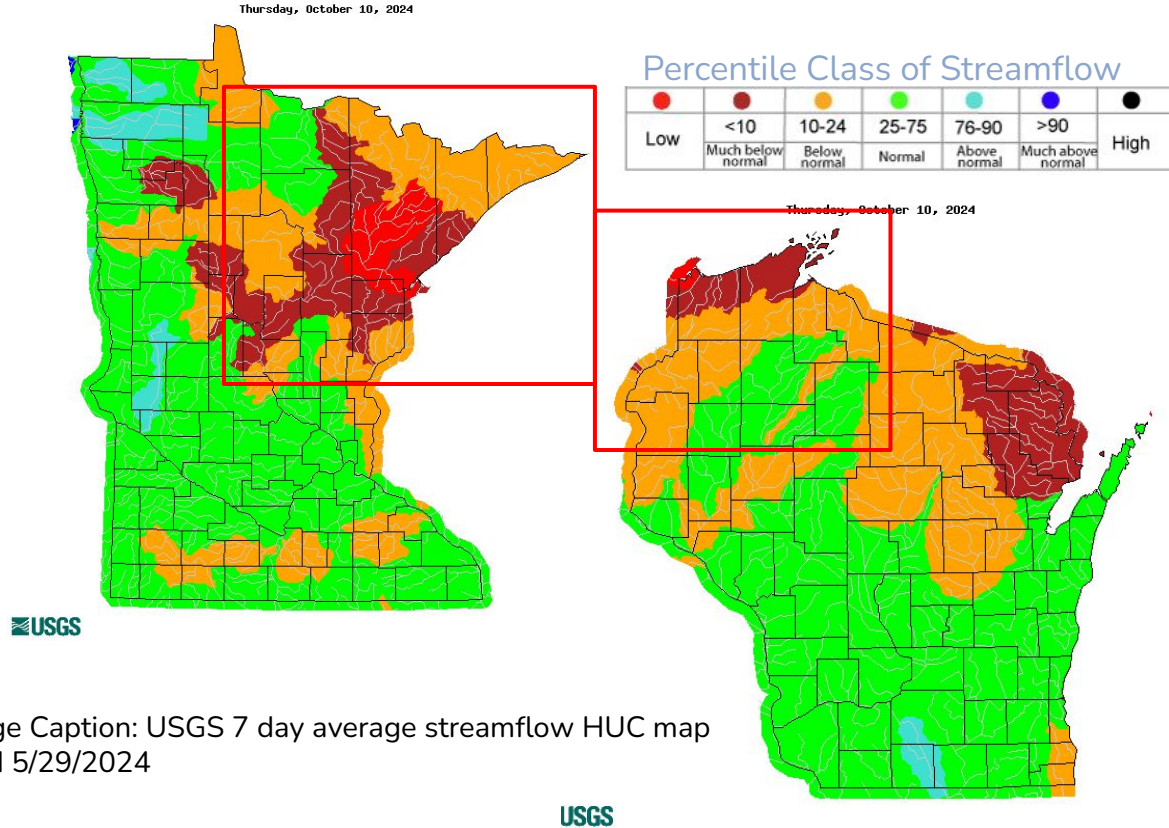 Thursday, October 10, 2024
Percentile Class of Streamflow
Low
<10
10-24
25-75
76-90
>90
High
Much below normal
Below normal
Normal
Above normal
Much above normal
Thursday, October 10, 2024
USGS
ge Caption: USGS 7 day average streamflow HUC map
5/29/2024
USGS